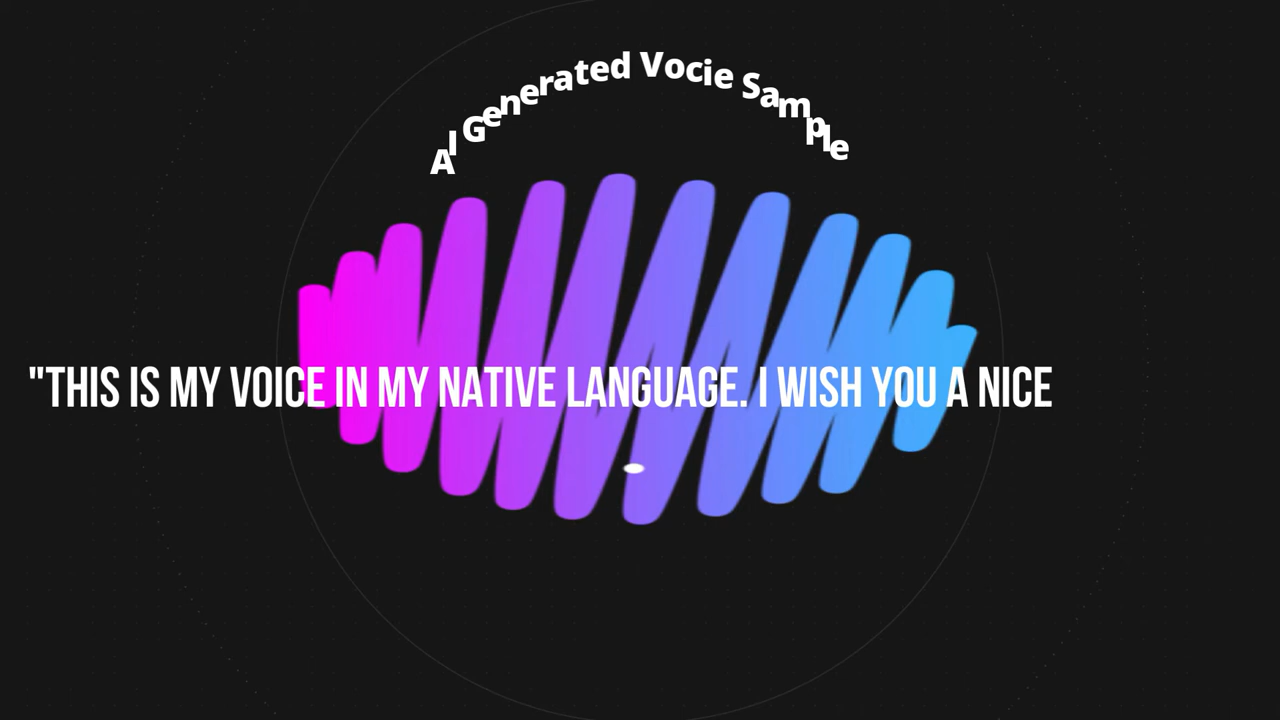 AI Generated Vocie Sample
"THIS IS MY VOICE IN MY NATIVE LANGUAGE. I WISH YOU A NICE